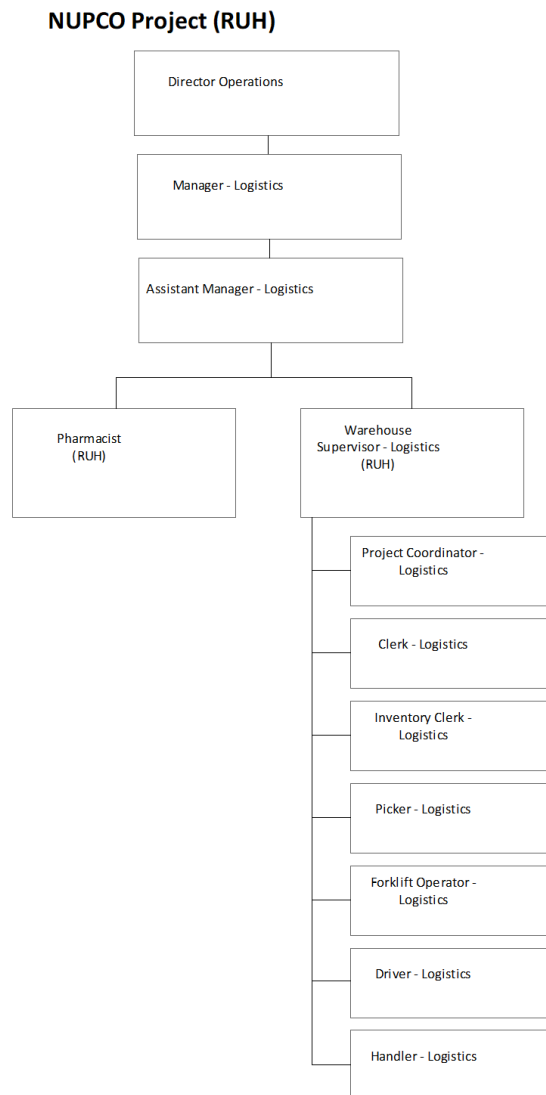 NUPCO Project (RUH)
Director Operations
Manager - Logistics
Assistant Manager - Logistics
Pharmacist
(RUH)
Warehouse
Supervisor - Logistics
(RUH)
Project Coordinator -
Logistics
Clerk - Logistics
Inventory Clerk -
Logistics
Picker - Logistics
Forklift Operator -
Logistics
Driver - Logistics
Handler - Logistics